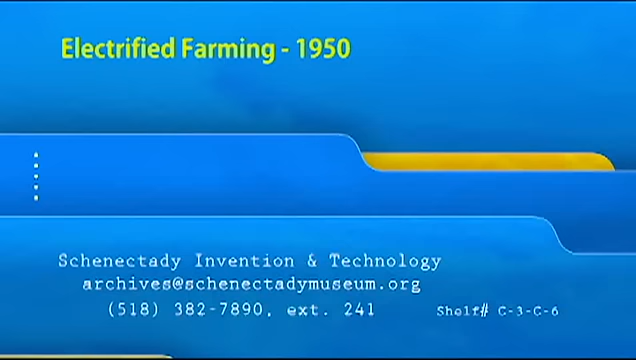 Electrified Farming - 1950
Schenectady Invention & Technology
archives@schenectadymuseum.org
(518) 382-7890, ext. 241
Shelf# C-3-C-6